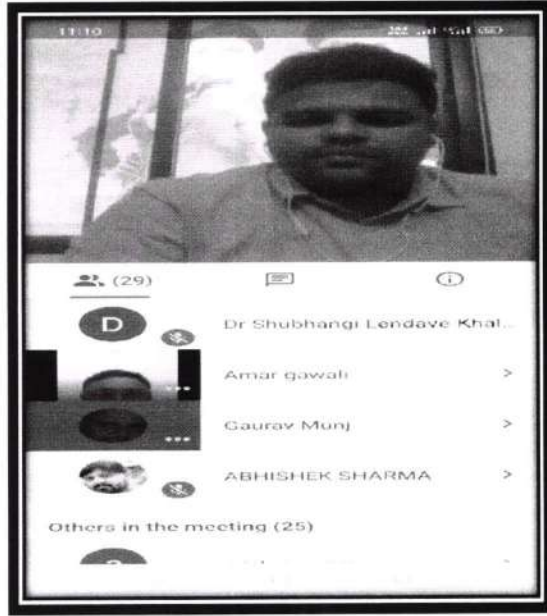 11:10
(29)
D
Dr Shubhangi Lendave Khal...
Amar gawali
Gaurav Munj
ABHISHEK SHARMA
Others in the meeting (25)